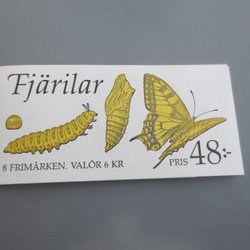 Fjärilar
8 FRIMÄRKEN. VALÖR 6 KR
PRIS 48:-